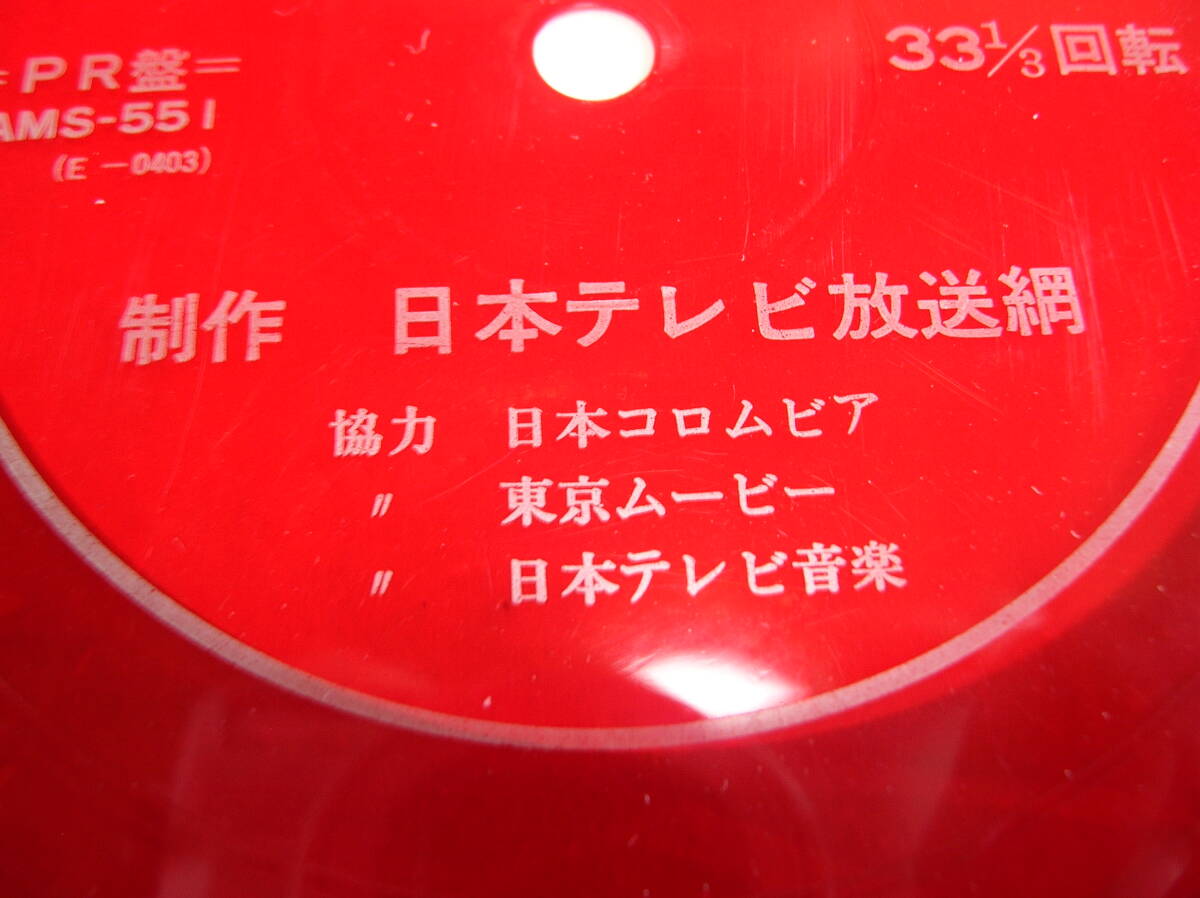 =PR盤=
33⅓回転
AMS-551
(E-0403)
制作 日本テレビ放送網
協力 日本コロムビア
〃 東京ムービー
〃 日本テレビ音楽